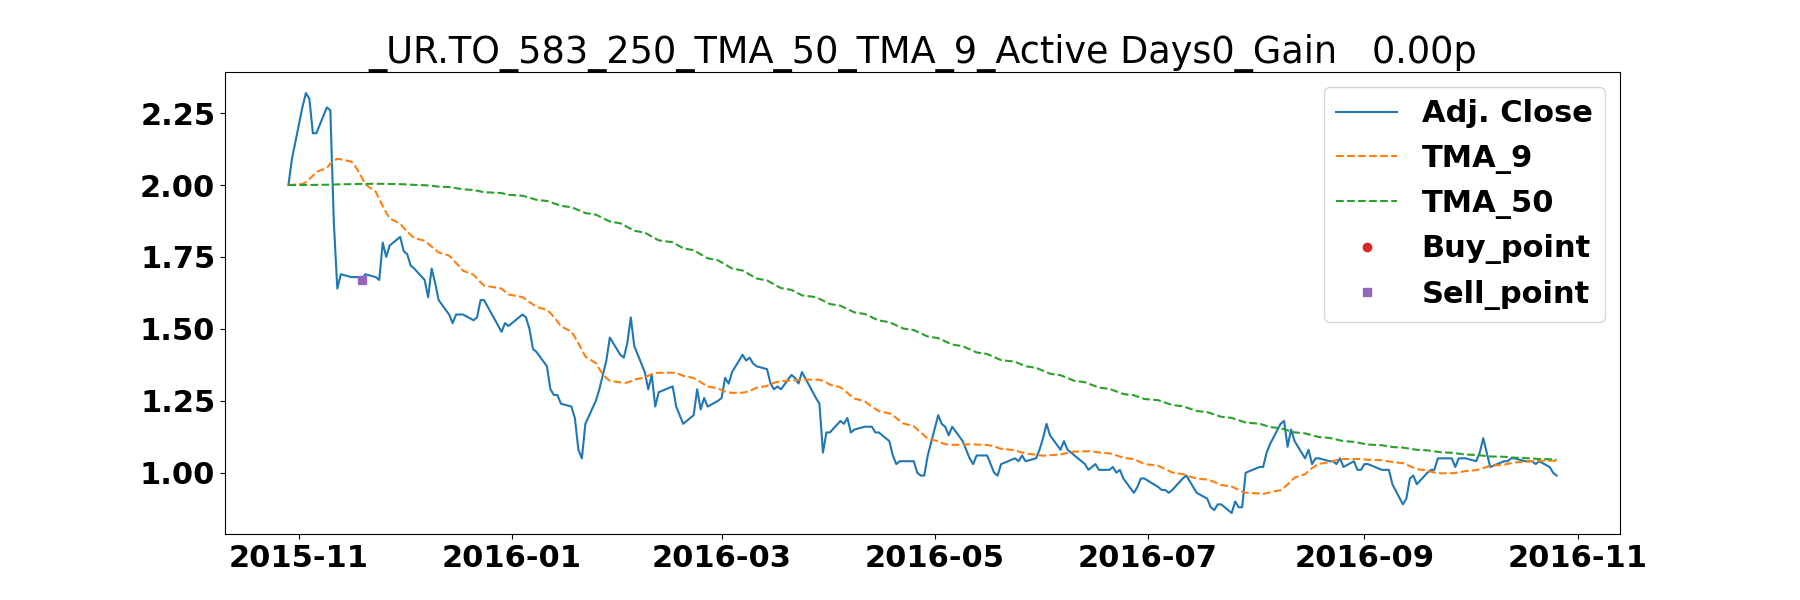 _UR.TO_583_250_TMA_50_TMA_9_Active Days0_Gain   0.00p
2.25
2.00
1.75
1.50
1.25
1.00
Adj. Close
TMA_9
TMA_50
Buy_point
Sell_point
2015-11 2016-01 2016-03 2016-05 2016-07 2016-09 2016-11